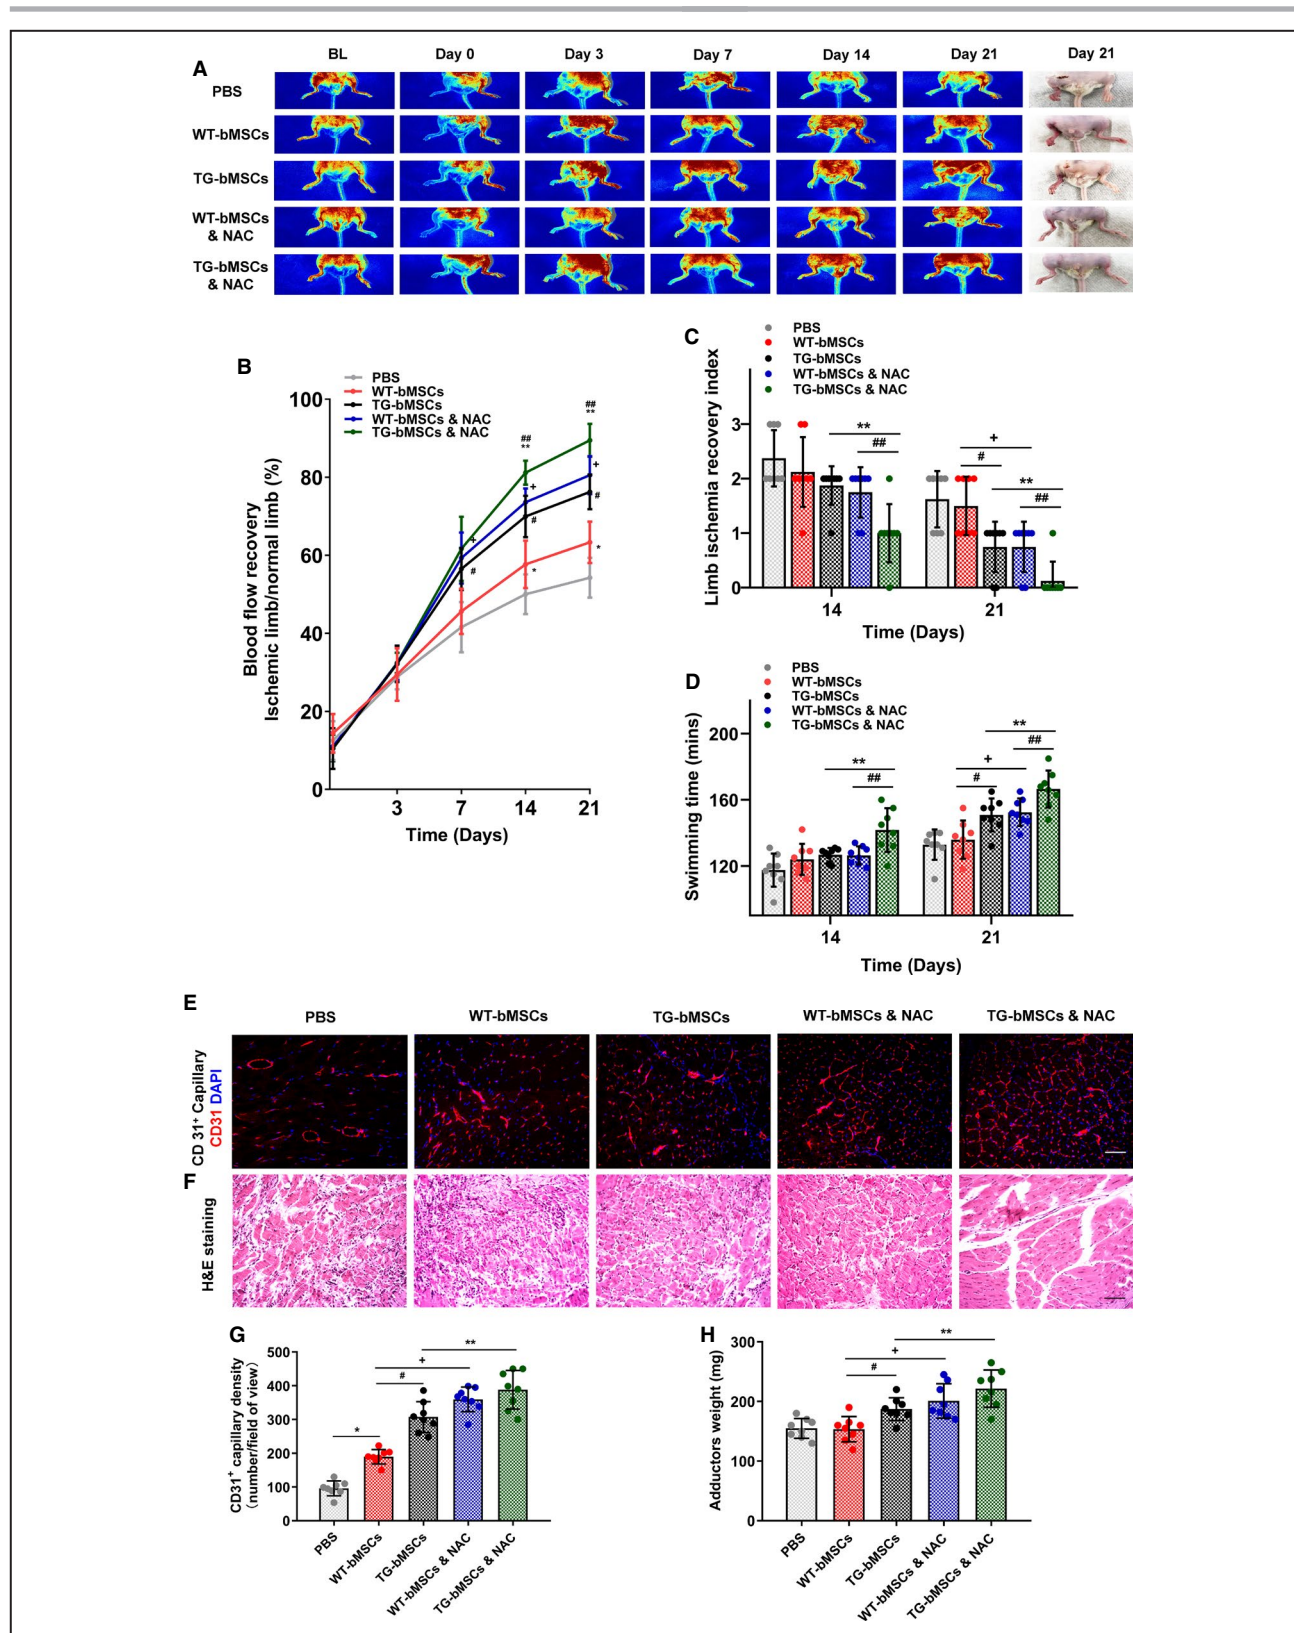 A
BL Day 0 Day 3 Day 7 Day 14 Day 21 Day 21
PBS
WT-bMSCs
TG-bMSCs
WT-bMSCs
& NAC
TG-bMSCs
& NAC
B
PBS
WT-bMSCs
TG-bMSCs
WT-bMSCs & NAC
TG-bMSCs & NAC
Blood flow recovery
Ischemic limb/normal limb (%)
100
80
60
40
20
0
+
#
##
**
+
#
*
##
**
+
#
*
3 7 14 21
Time (Days)
C
PBS
WT-bMSCs
TG-bMSCs
WT-bMSCs & NAC
TG-bMSCs & NAC
Limb ischemia recovery index
3
2
1
0
**
##
+
#
**
##
14 21
Time (Days)
D
PBS
WT-bMSCs
TG-bMSCs
WT-bMSCs & NAC
TG-bMSCs & NAC
Swimming time (mins)
200
160
120
**
##
**
##
+
#
14 21
Time (Days)
E
PBS WT-bMSCs TG-bMSCs WT-bMSCs & NAC TG-bMSCs & NAC
CD 31+ Capillary
CD31 DAPI
F
H&E staining
G
CD31+ capillary density
(number/field of view)
500
400
300
200
100
0
*
#
+
**
PBS
WT-bMSCs
TG-bMSCs
WT-bMSCs & NAC
TG-bMSCs & NAC
H
Adductors weight (mg)
300
200
100
0
#
+
**
PBS
WT-bMSCs
TG-bMSCs
WT-bMSCs & NAC
TG-bMSCs & NAC